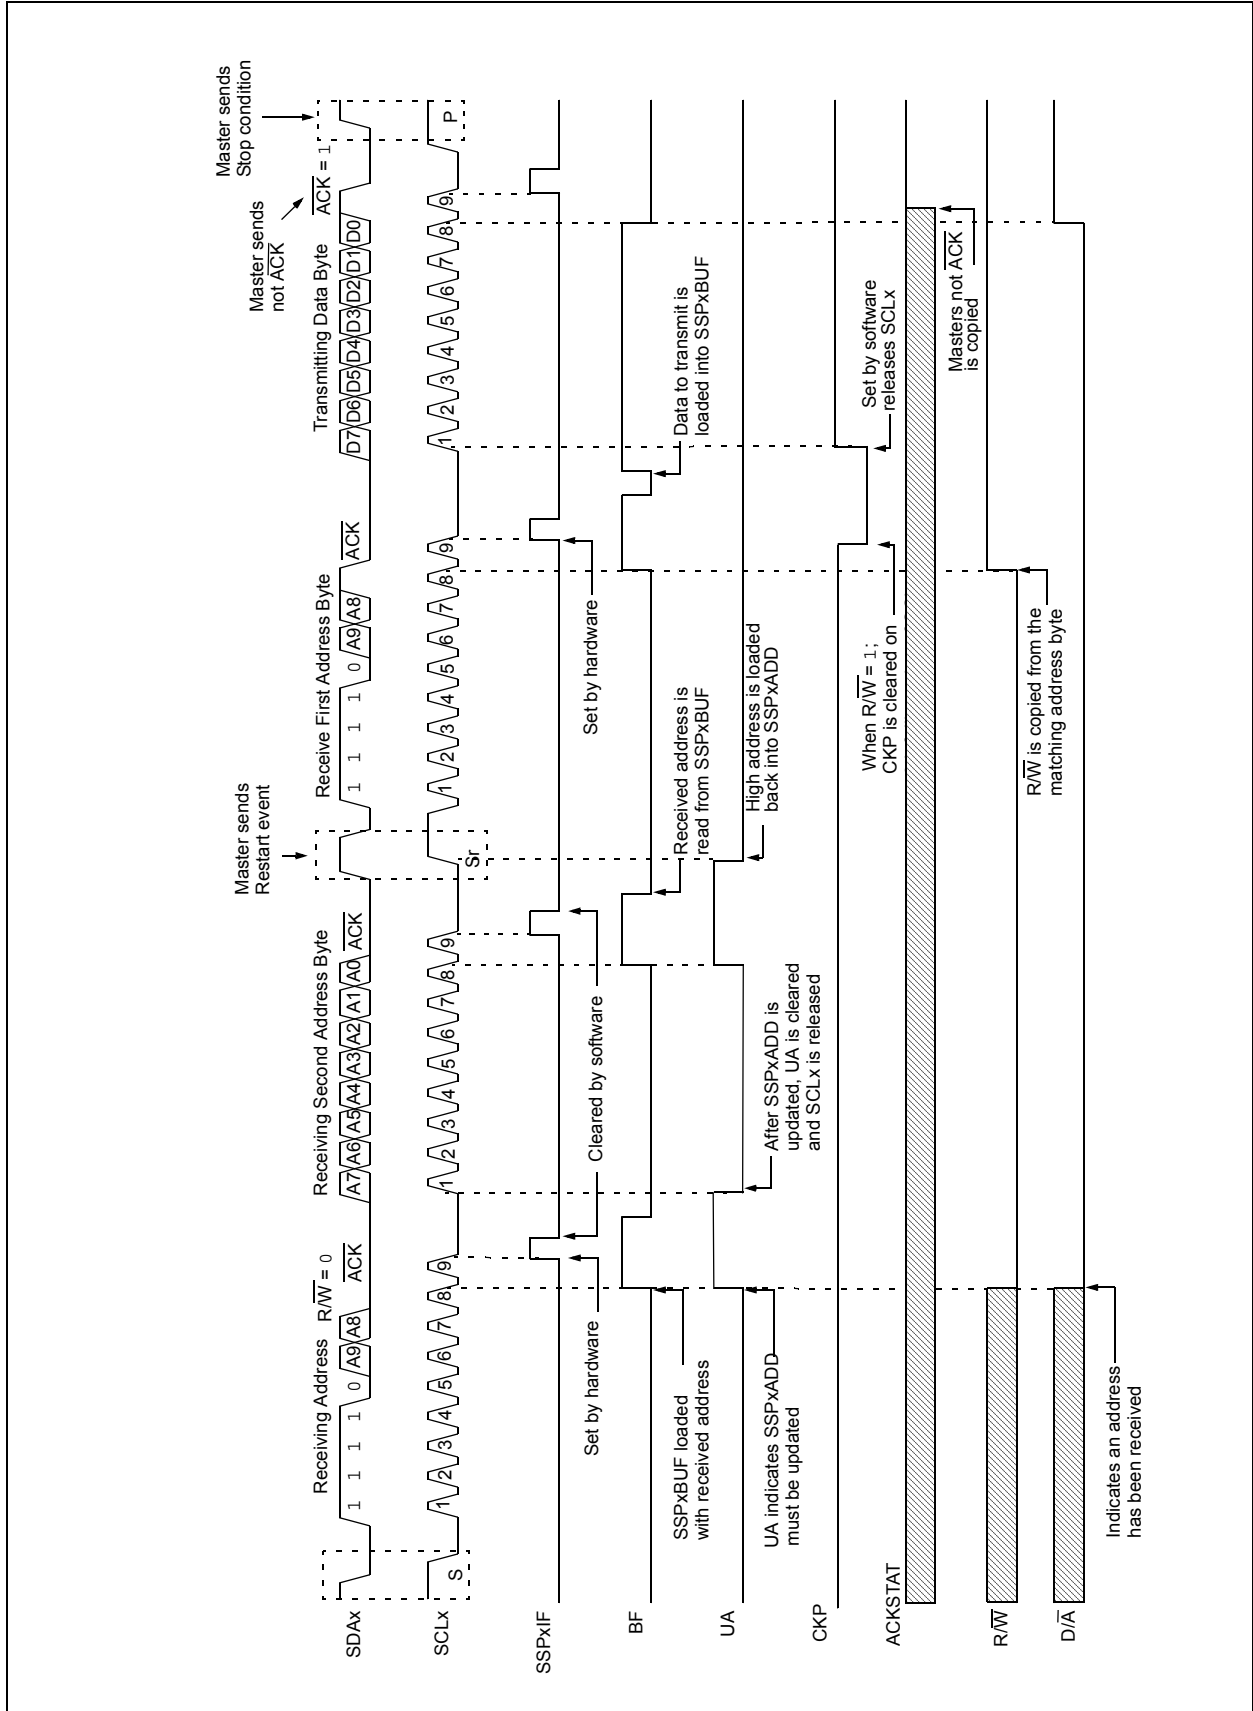 Master sends
Stop condition
Master sends
not ACK
Master sends
Restart event
Receiving Address R/W = 0 ACK
Receiving Second Address Byte ACK
Receive First Address Byte ACK
Transmitting Data Byte ACK = 1
SDAx
1 1 1 1 0 A9 A8
A7 A6 A5 A4 A3 A2 A1 A0
1 1 1 1 0 A9 A8
D7 D6 D5 D4 D3 D2 D1 D0
SCLx
S
1 2 3 4 5 6 7 8 9
1 2 3 4 5 6 7 8 9
Sr
1 2 3 4 5 6 7 8 9
1 2 3 4 5 6 7 8 9
P
SSPxIF
Set by hardware
Cleared by software
Set by hardware
BF
SSPxBUF loaded
with received address
Received address is
read from SSPxBUF
Data to transmit is
loaded into SSPxBUF
UA
UA indicates SSPxADD
must be updated
After SSPxADD is
updated, UA is cleared
and SCLx is released
High address is loaded
back into SSPxADD
CKP
When R/W = 1;
CKP is cleared on
Set by software
releases SCLx
ACKSTAT
Masters not ACK
is copied
R/W
R/W is copied from the
matching address byte
D/A
Indicates an address
has been received